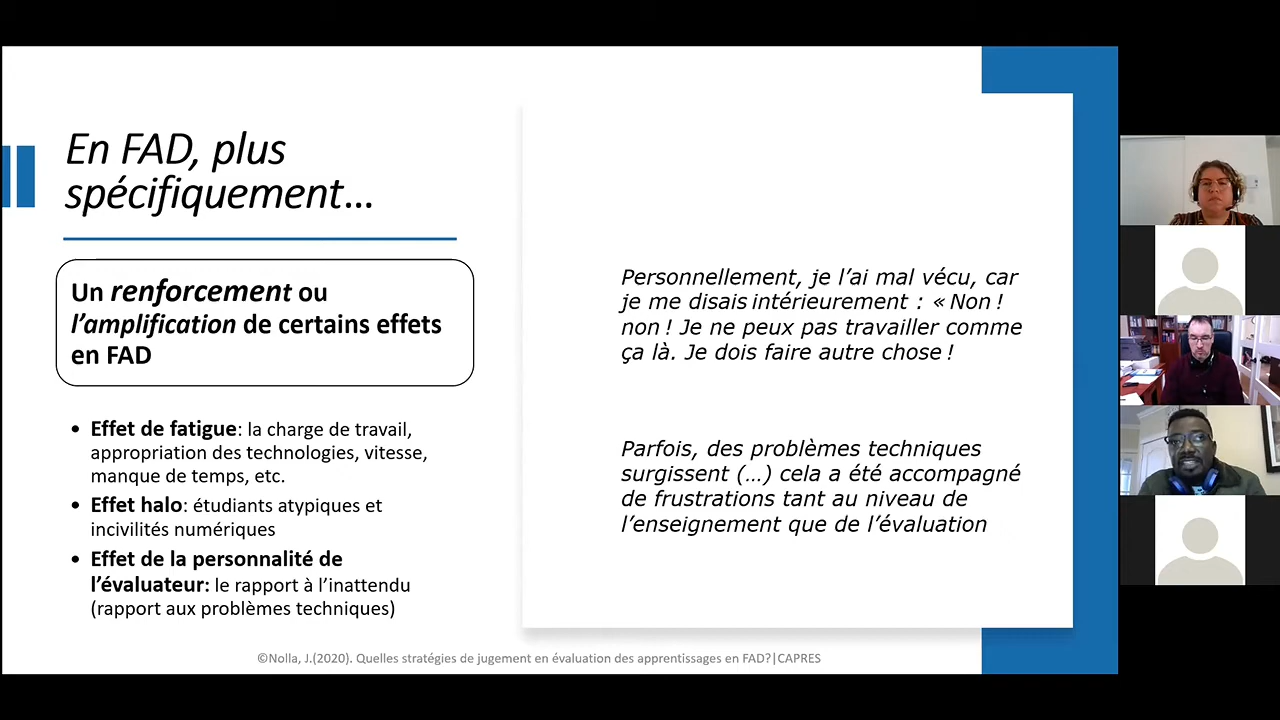 En FAD, plus
spécifiquement…
Un renforcement ou
l’amplification de certains effets
en FAD
• Effet de fatigue: la charge de travail,
appropriation des technologies, vitesse,
manque de temps, etc.
• Effet halo: étudiants atypiques et
incivilités numériques
• Effet de la personnalité de
l’évaluateur: le rapport à l’inattendu
(rapport aux problèmes techniques)
Personnellement, je l’ai mal vécu, car
je me disais intérieurement : « Non !
non ! Je ne peux pas travailler comme
ça là. Je dois faire autre chose !
Parfois, des problèmes techniques
surgissent (…) cela a été accompagné
de frustrations tant au niveau de
l’enseignement que de l’évaluation
©Nolla, J.(2020). Quelles stratégies de jugement en évaluation des apprentissages en FAD?|CAPRES